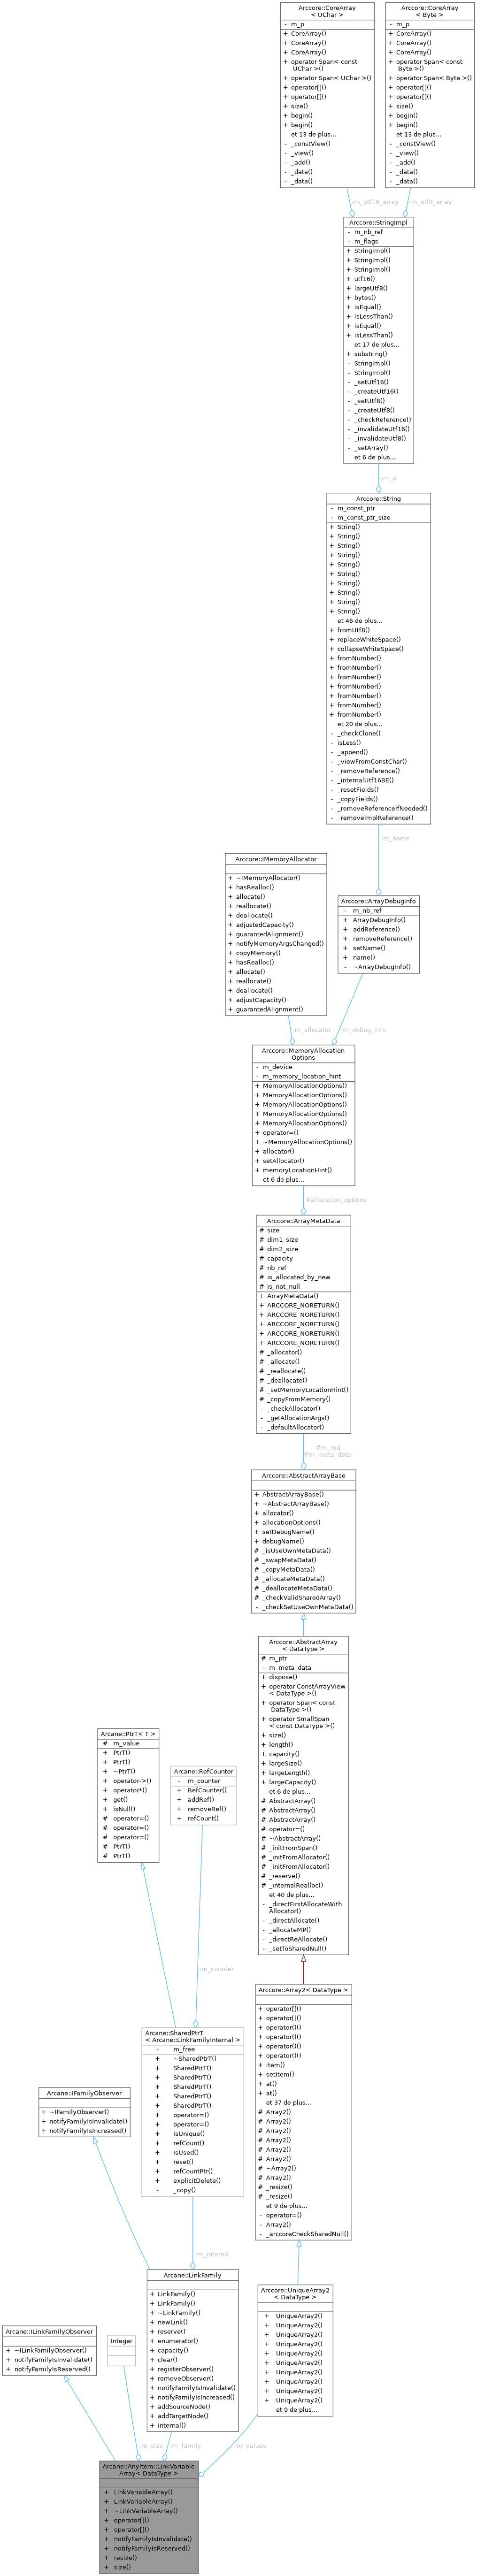 Arccore::CoreArray
< UChar >
- m_p
+ CoreArray()
+ CoreArray()
+ CoreArray()
+ operator Span< const
UChar >()
+ operator Span< UChar >()
+ operator[]()
+ operator[]()
+ size()
+ begin()
+ begin()
et 13 de plus...
- _constView()
- _view()
- _add()
- _data()
- _data()
Arccore::CoreArray
< Byte >
- m_p
+ CoreArray()
+ CoreArray()
+ CoreArray()
+ operator Span< const
Byte >()
+ operator Span< Byte >()
+ operator[]()
+ operator[]()
+ size()
+ begin()
+ begin()
et 13 de plus...
- _constView()
- _view()
- _add()
- _data()
- _data()
-m_utf16_array
-m_utf8_array
Arccore::StringImpl
- m_nb_ref
- m_flags
+ StringImpl()
+ StringImpl()
+ StringImpl()
+ utf16()
+ largeUtf8()
+ bytes()
+ isEqual()
+ isLessThan()
+ isEqual()
+ isLessThan()
et 17 de plus...
+ substring()
- StringImpl()
- StringImpl()
- _setUtf16()
- _createUtf16()
- _setUtf8()
- _createUtf8()
- _checkReference()
- _invalidateUtf16()
- _invalidateUtf8()
- _setArray()
et 6 de plus...
-m_p
Arccore::String
- m_const_ptr
- m_const_ptr_size
+ String()
+ String()
+ String()
+ String()
+ String()
+ String()
+ String()
+ String()
+ String()
+ String()
et 46 de plus...
+ fromUtf8()
+ replaceWhiteSpace()
+ collapseWhiteSpace()
+ fromNumber()
+ fromNumber()
+ fromNumber()
+ fromNumber()
+ fromNumber()
+ fromNumber()
+ fromNumber()
et 20 de plus...
- _checkClone()
- isLess()
- _append()
- _viewFromConstChar()
- _removeReference()
- _internalUtf16BE()
- _resetFields()
- _copyFields()
- _removeReferenceIfNeeded()
- _removeImplReference()
-m_name
Arccore::IMemoryAllocator
+ ~IMemoryAllocator()
+ hasRealloc()
+ allocate()
+ reallocate()
+ deallocate()
+ adjustedCapacity()
+ guarantedAlignment()
+ notifyMemoryArgsChanged()
+ copyMemory()
+ hasRealloc()
+ allocate()
+ reallocate()
+ deallocate()
+ adjustCapacity()
+ guarantedAlignment()
Arccore::ArrayDebugInfo
- m_nb_ref
+ ArrayDebugInfo()
+ addReference()
+ removeReference()
+ setName()
+ name()
- ~ArrayDebugInfo()
-m_allocator
-m_debug_info
Arccore::MemoryAllocation
Options
- m_device
- m_memory_location_hint
+ MemoryAllocationOptions()
+ MemoryAllocationOptions()
+ MemoryAllocationOptions()
+ MemoryAllocationOptions()
+ MemoryAllocationOptions()
+ operator=()
+ ~MemoryAllocationOptions()
+ allocator()
+ setAllocator()
+ memoryLocationHint()
et 6 de plus...
#allocation_options
Arccore::ArrayMetaData
# size
# dim1_size
# dim2_size
# capacity
# nb_ref
# is_allocated_by_new
# is_not_null
+ ArrayMetaData()
+ ARCCORE_NORETURN()
+ ARCCORE_NORETURN()
+ ARCCORE_NORETURN()
+ ARCCORE_NORETURN()
+ ARCCORE_NORETURN()
# _allocator()
# _allocate()
# _reallocate()
# _deallocate()
# _setMemoryLocationHint()
# _copyFromMemory()
- _checkAllocator()
- _getAllocationArgs()
- _defaultAllocator()
#m_md
#m_meta_data
Arccore::AbstractArrayBase
+ AbstractArrayBase()
+ ~AbstractArrayBase()
+ allocator()
+ allocationOptions()
+ setDebugName()
+ debugName()
# _isUseOwnMetaData()
# _swapMetaData()
# _copyMetaData()
# _allocateMetaData()
# _deallocateMetaData()
# _checkValidSharedArray()
- _checkSetUseOwnMetaData()
Arccore::AbstractArray
< DataType >
# m_ptr
- m_meta_data
+ dispose()
+ operator ConstArrayView
< DataType >()
+ operator Span< const
DataType >()
+ operator SmallSpan
< const DataType >()
+ size()
+ length()
+ capacity()
+ largeSize()
+ largeLength()
+ largeCapacity()
et 6 de plus...
# AbstractArray()
# AbstractArray()
# AbstractArray()
# operator=()
# ~AbstractArray()
# _initFromSpan()
# _initFromAllocator()
# _initFromAllocator()
# _reserve()
# _internalRealloc()
et 40 de plus...
- _directFirstAllocateWith
Allocator()
- _directAllocate()
- _allocateMP()
- _directReAllocate()
- _setToSharedNull()
Arcane::PtrT< T >
# m_value
+ PtrT()
+ PtrT()
+ ~PtrT()
+ operator->()
+ operator*()
+ get()
+ isNull()
# operator=()
# operator=()
# operator=()
# PtrT()
# PtrT()
Arcane::RefCounter
- m_counter
+ RefCounter()
+ addRef()
+ removeRef()
+ refCount()
-m_counter
Arccore::Array2< DataType >
+ operator[]()
+ operator[]()
+ operator()()
+ operator()()
+ operator()()
+ operator()()
+ item()
+ setItem()
+ at()
+ at()
et 37 de plus...
# Array2()
# Array2()
# Array2()
# Array2()
# Array2()
# Array2()
# ~Array2()
# Array2()
# _resize()
# _resize()
et 9 de plus...
- operator=()
- Array2()
- _arccoreCheckSharedNull()
Arcane::SharedPtrT
< Arcane::LinkFamilyInternal >
- m_free
+ ~SharedPtrT()
+ SharedPtrT()
+ SharedPtrT()
+ SharedPtrT()
+ SharedPtrT()
+ SharedPtrT()
+ operator=()
+ operator=()
+ isUnique()
+ refCount()
+ isUsed()
+ reset()
+ refCountPtr()
+ explicitDelete()
- _copy()
Arcane::IFamilyObserver
+ ~IFamilyObserver()
+ notifyFamilyIsInvalidate()
+ notifyFamilyIsIncreased()
-m_internal
Arcane::LinkFamily
+ LinkFamily()
+ LinkFamily()
+ ~LinkFamily()
+ newLink()
+ reserve()
+ enumerator()
+ capacity()
+ clear()
+ registerObserver()
+ removeObserver()
+ notifyFamilyIsInvalidate()
+ notifyFamilyIsIncreased()
+ addSourceNode()
+ addTargetNode()
+ internal()
Arccore::UniqueArray2
< DataType >
+ UniqueArray2()
+ UniqueArray2()
+ UniqueArray2()
+ UniqueArray2()
+ UniqueArray2()
+ UniqueArray2()
+ UniqueArray2()
+ UniqueArray2()
+ UniqueArray2()
+ UniqueArray2()
et 9 de plus...
Arcane::ILinkFamilyObserver
+ ~ILinkFamilyObserver()
+ notifyFamilyIsInvalidate()
+ notifyFamilyIsReserved()
Integer
-m_size
-m_family
-m_values
Arcane::AnyItem::LinkVariable
Array< DataType >
+ LinkVariableArray()
+ LinkVariableArray()
+ ~LinkVariableArray()
+ operator[]()
+ operator[]()
+ notifyFamilyIsInvalidate()
+ notifyFamilyIsReserved()
+ resize()
+ size()